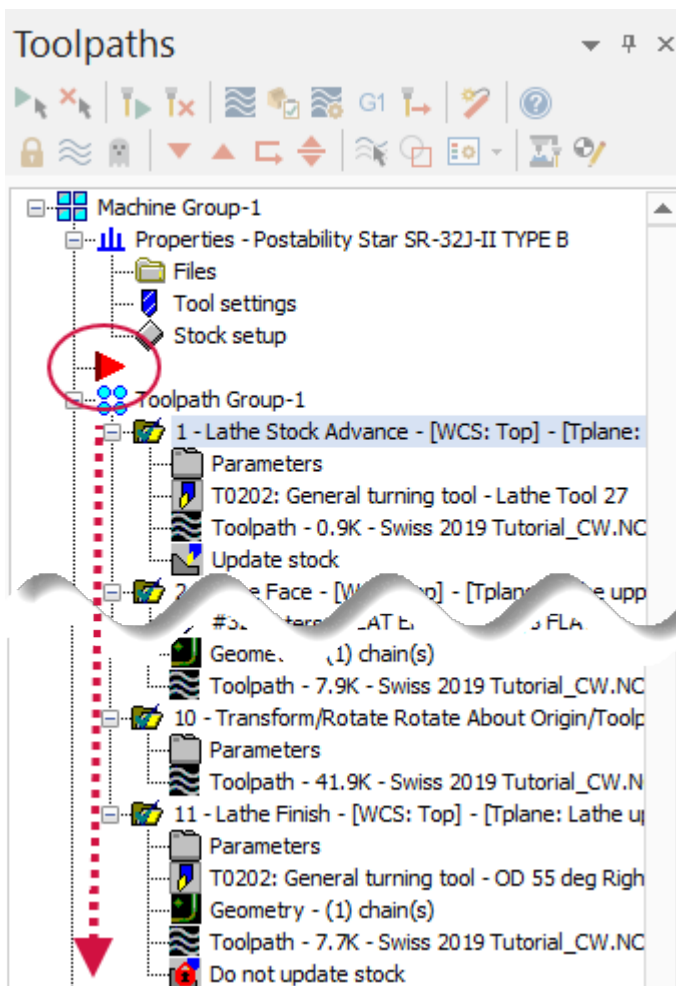 Toolpaths
G1
Machine Group-1
Properties - Postability Star SR-32J-II TYPE B
Files
Tool settings
Stock setup
Toolpath Group-1
1 - Lathe Stock Advance - [WCS: Top] - [Tplane:
Parameters
T0202: General turning tool - Lathe Tool 27
Toolpath - 0.9K - Swiss 2019 Tutorial_CW.NC
Update stock
Face
upp
(1) chain(s)
Toolpath - 7.9K - Swiss 2019 Tutorial_CW.NC
10 - Transform/Rotate Rotate About Origin/Toolp
Parameters
Toolpath - 41.9K - Swiss 2019 Tutorial_CW.N
11 - Lathe Finish - [WCS: Top] - [Tplane: Lathe up
Parameters
T0202: General turning tool - OD 55 deg Righ
Geometry - (1) chain(s)
Toolpath - 7.7K - Swiss 2019 Tutorial_CW.NC
Do not update stock